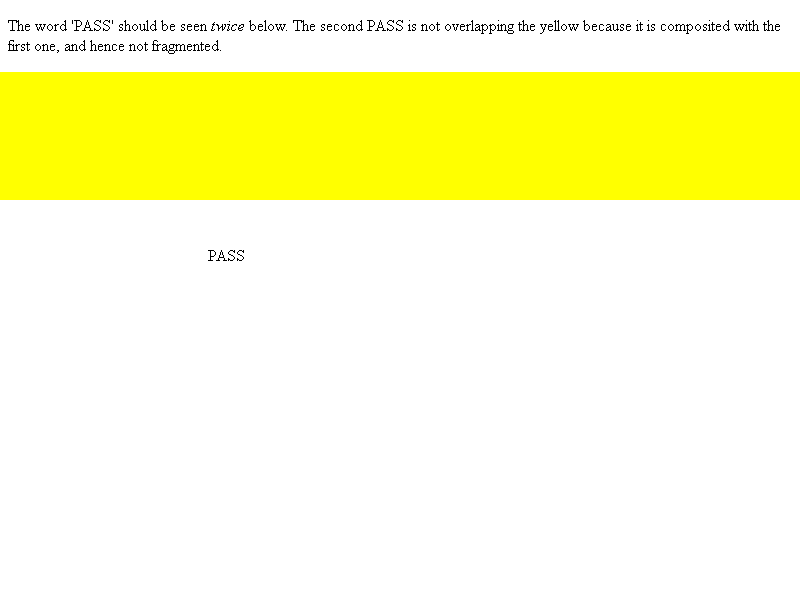 The word 'PASS' should be seen twice below. The second PASS is not overlapping the yellow because it is composited with the
first one, and hence not fragmented.
PASS